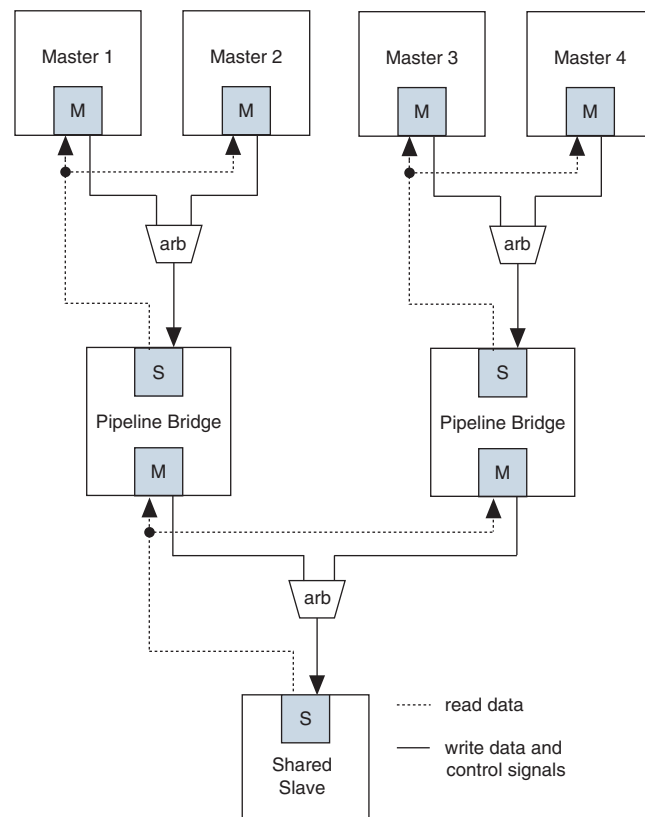 Master 1
Master 2
Master 3
Master 4
M
M
M
M
arb
arb
S
S
Pipeline Bridge
Pipeline Bridge
M
M
arb
S
Shared
Slave
read data
write data and
control signals